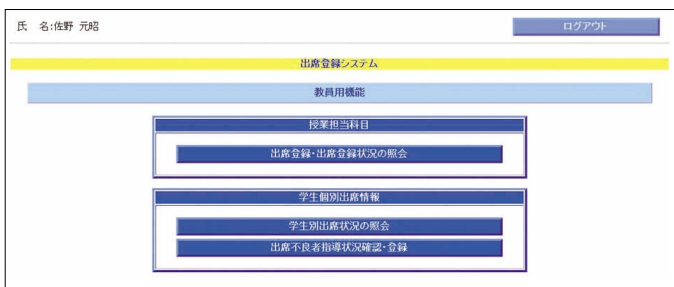 氏 名:佐野 元昭
ログアウト
出席登録システム
教員用機能
授業担当科目
出席登録・出席登録状況の照会
学生個別出席情報
学生別出席状況の照会
出席不良者指導状況確認・登録